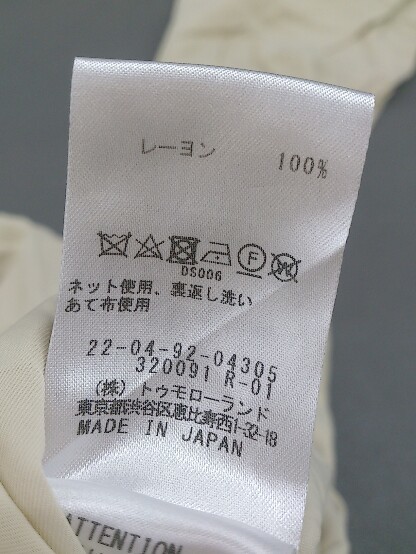 レーヨン 100%
DS006
ネット使用、裏返し洗い
あて布使用
22-04-92-04305
320091 R-01
(株)トゥモローランド
東京都渋谷区恵比寿西1-32-18
MADE IN JAPAN
ATTENTION